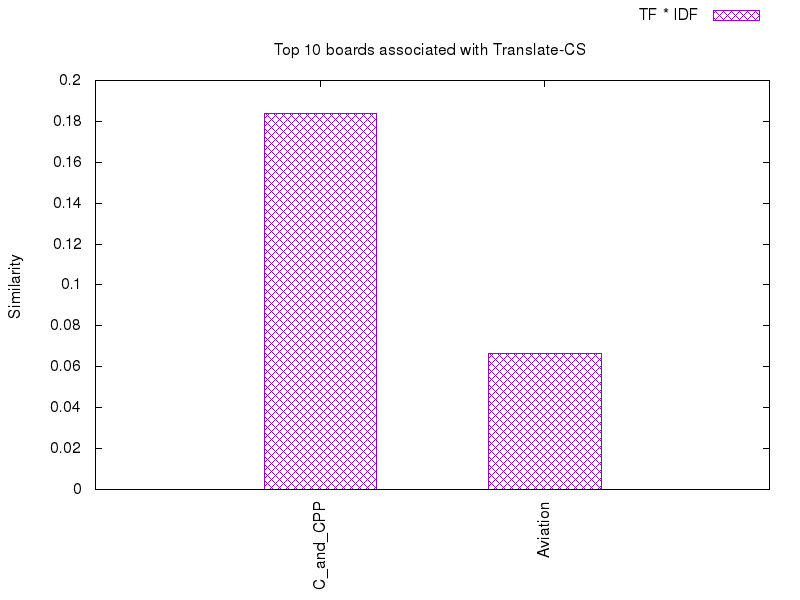 TF * IDF
Top 10 boards associated with Translate-CS
0.2
0.18
0.16
0.14
0.12
0.1
0.08
0.06
0.04
0.02
0
Similarity
C_and_CPP
Aviation